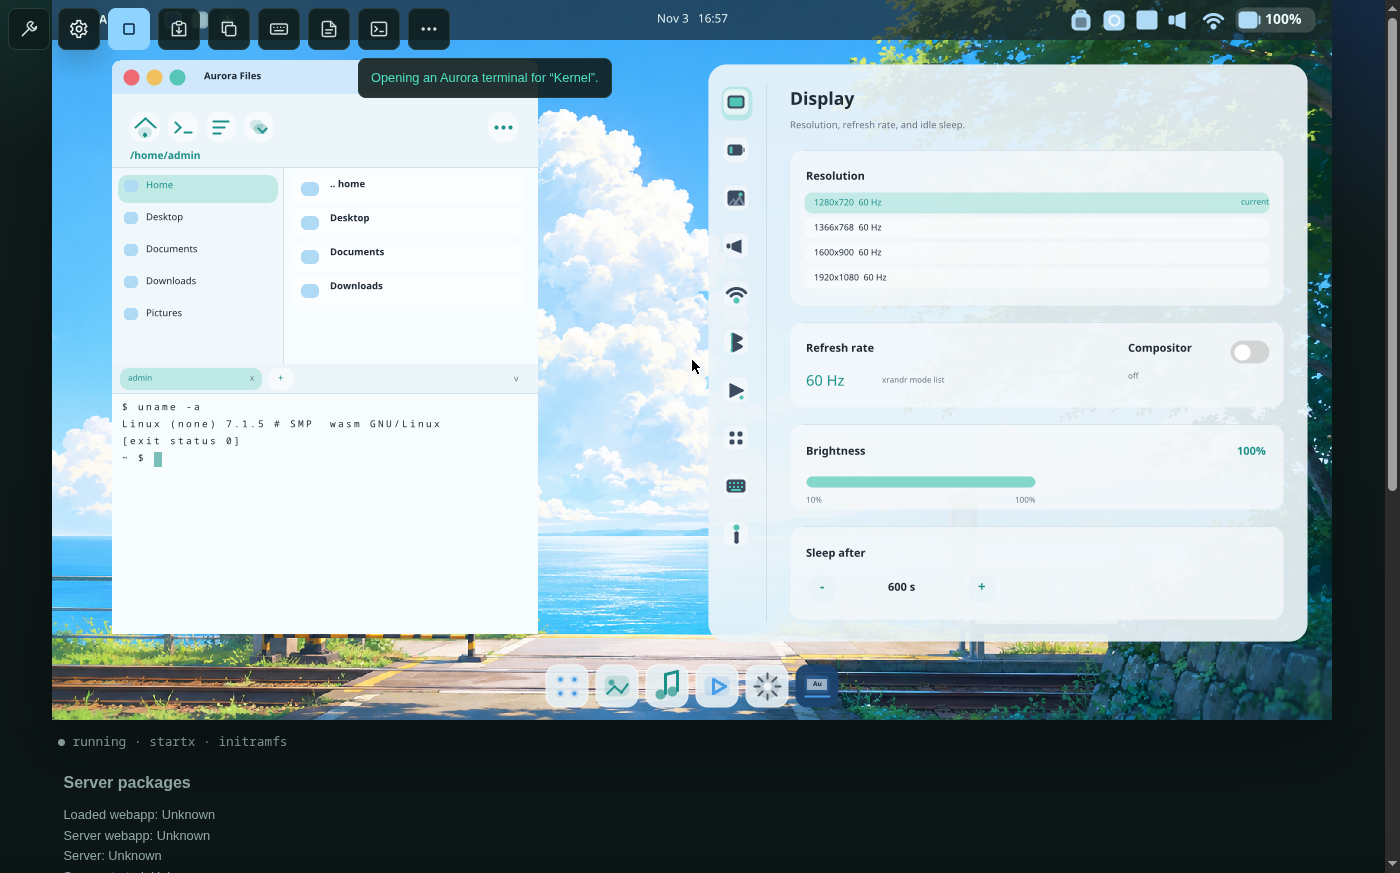 Nov 3 16:57
100%
Opening an Aurora terminal for “Kernel”.
Aurora Files
/home/admin
Home
Desktop
Documents
Downloads
Pictures
.. home
Desktop
Documents
Downloads
admin
x
+
v
$ uname -a
Linux (none) 7.1.5 # SMP  wasm GNU/Linux
[exit status 0]
~ $
Display
Resolution, refresh rate, and idle sleep.
Resolution
1280x720 60 Hz current
1366x768 60 Hz
1600x900 60 Hz
1920x1080 60 Hz
Refresh rate
60 Hz xrandr mode list
Compositor
off
Brightness 100%
10% 100%
Sleep after
- 600 s +
Au
● running · startx · initramfs
Server packages
Loaded webapp: Unknown
Server webapp: Unknown
Server: Unknown